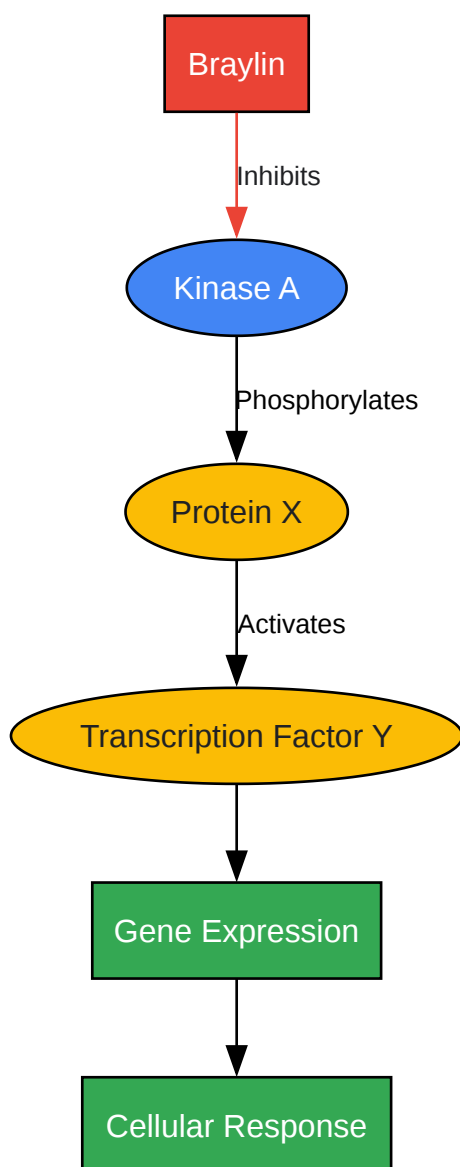 Braylin
Inhibits
Kinase A
Phosphorylates
Protein X
Activates
Transcription Factor Y
Gene Expression
Cellular Response